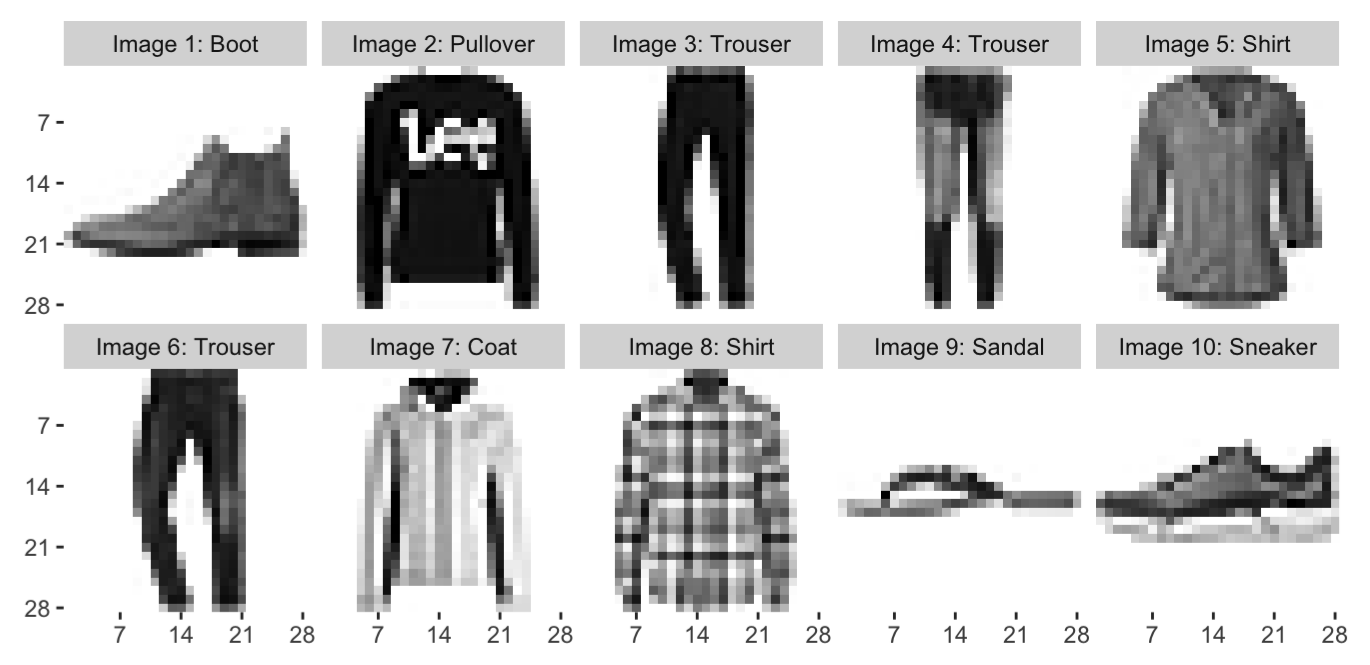 Image 1: Boot
Image 2: Pullover
Image 3: Trouser
Image 4: Trouser
Image 5: Shirt
Lee
7
14
21
28
Image 6: Trouser
Image 7: Coat
Image 8: Shirt
Image 9: Sandal
Image 10: Sneaker
7
14
21
28
7 14 21 28
7 14 21 28
7 14 21 28
7 14 21 28
7 14 21 28